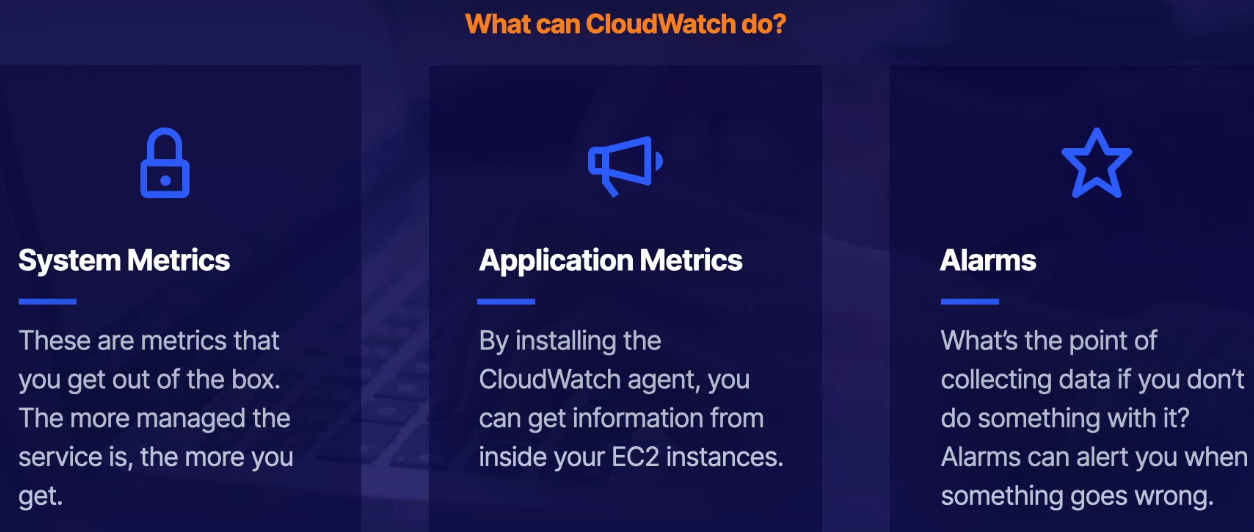 What can CloudWatch do?
System Metrics
These are metrics that
you get out of the box.
The more managed the
service is, the more you
get.
Application Metrics
By installing the
CloudWatch agent, you
can get information from
inside your EC2 instances.
Alarms
What’s the point of
collecting data if you don’t
do something with it?
Alarms can alert you when
something goes wrong.